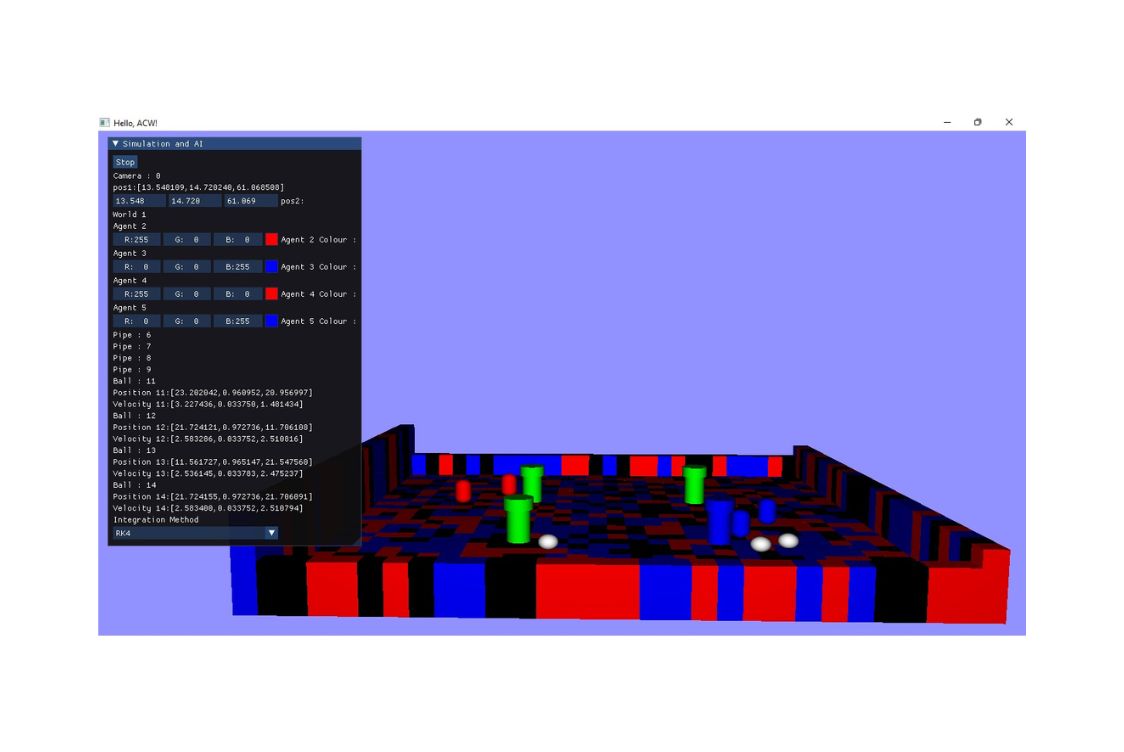 Hello, ACW!
Simulation and AI
Stop
Camera : 0
pos1:[13.548109,14.720240,61.068508]
13.548 14.720 61.069 pos2:
World 1
Agent 2
R:255 G: 0 B: 0 Agent 2 Colour :
Agent 3
R: 0 G: 0 B:255 Agent 3 Colour :
Agent 4
R:255 G: 0 B: 0 Agent 4 Colour :
Agent 5
R: 0 G: 0 B:255 Agent 5 Colour :
Pipe : 6
Pipe : 7
Pipe : 8
Pipe : 9
Ball : 11
Position 11:[23.202042,0.960952,20.956997]
Velocity 11:[3.227436,0.033750,1.481434]
Ball : 12
Position 12:[21.724121,0.972736,11.706108]
Velocity 12:[2.583286,0.033752,2.510816]
Ball : 13
Position 13:[11.561727,0.965147,21.547560]
Velocity 13:[2.536145,0.033783,2.475237]
Ball : 14
Position 14:[21.724155,0.972736,21.706091]
Velocity 14:[2.583400,0.033752,2.510794]
Integration Method
RK4